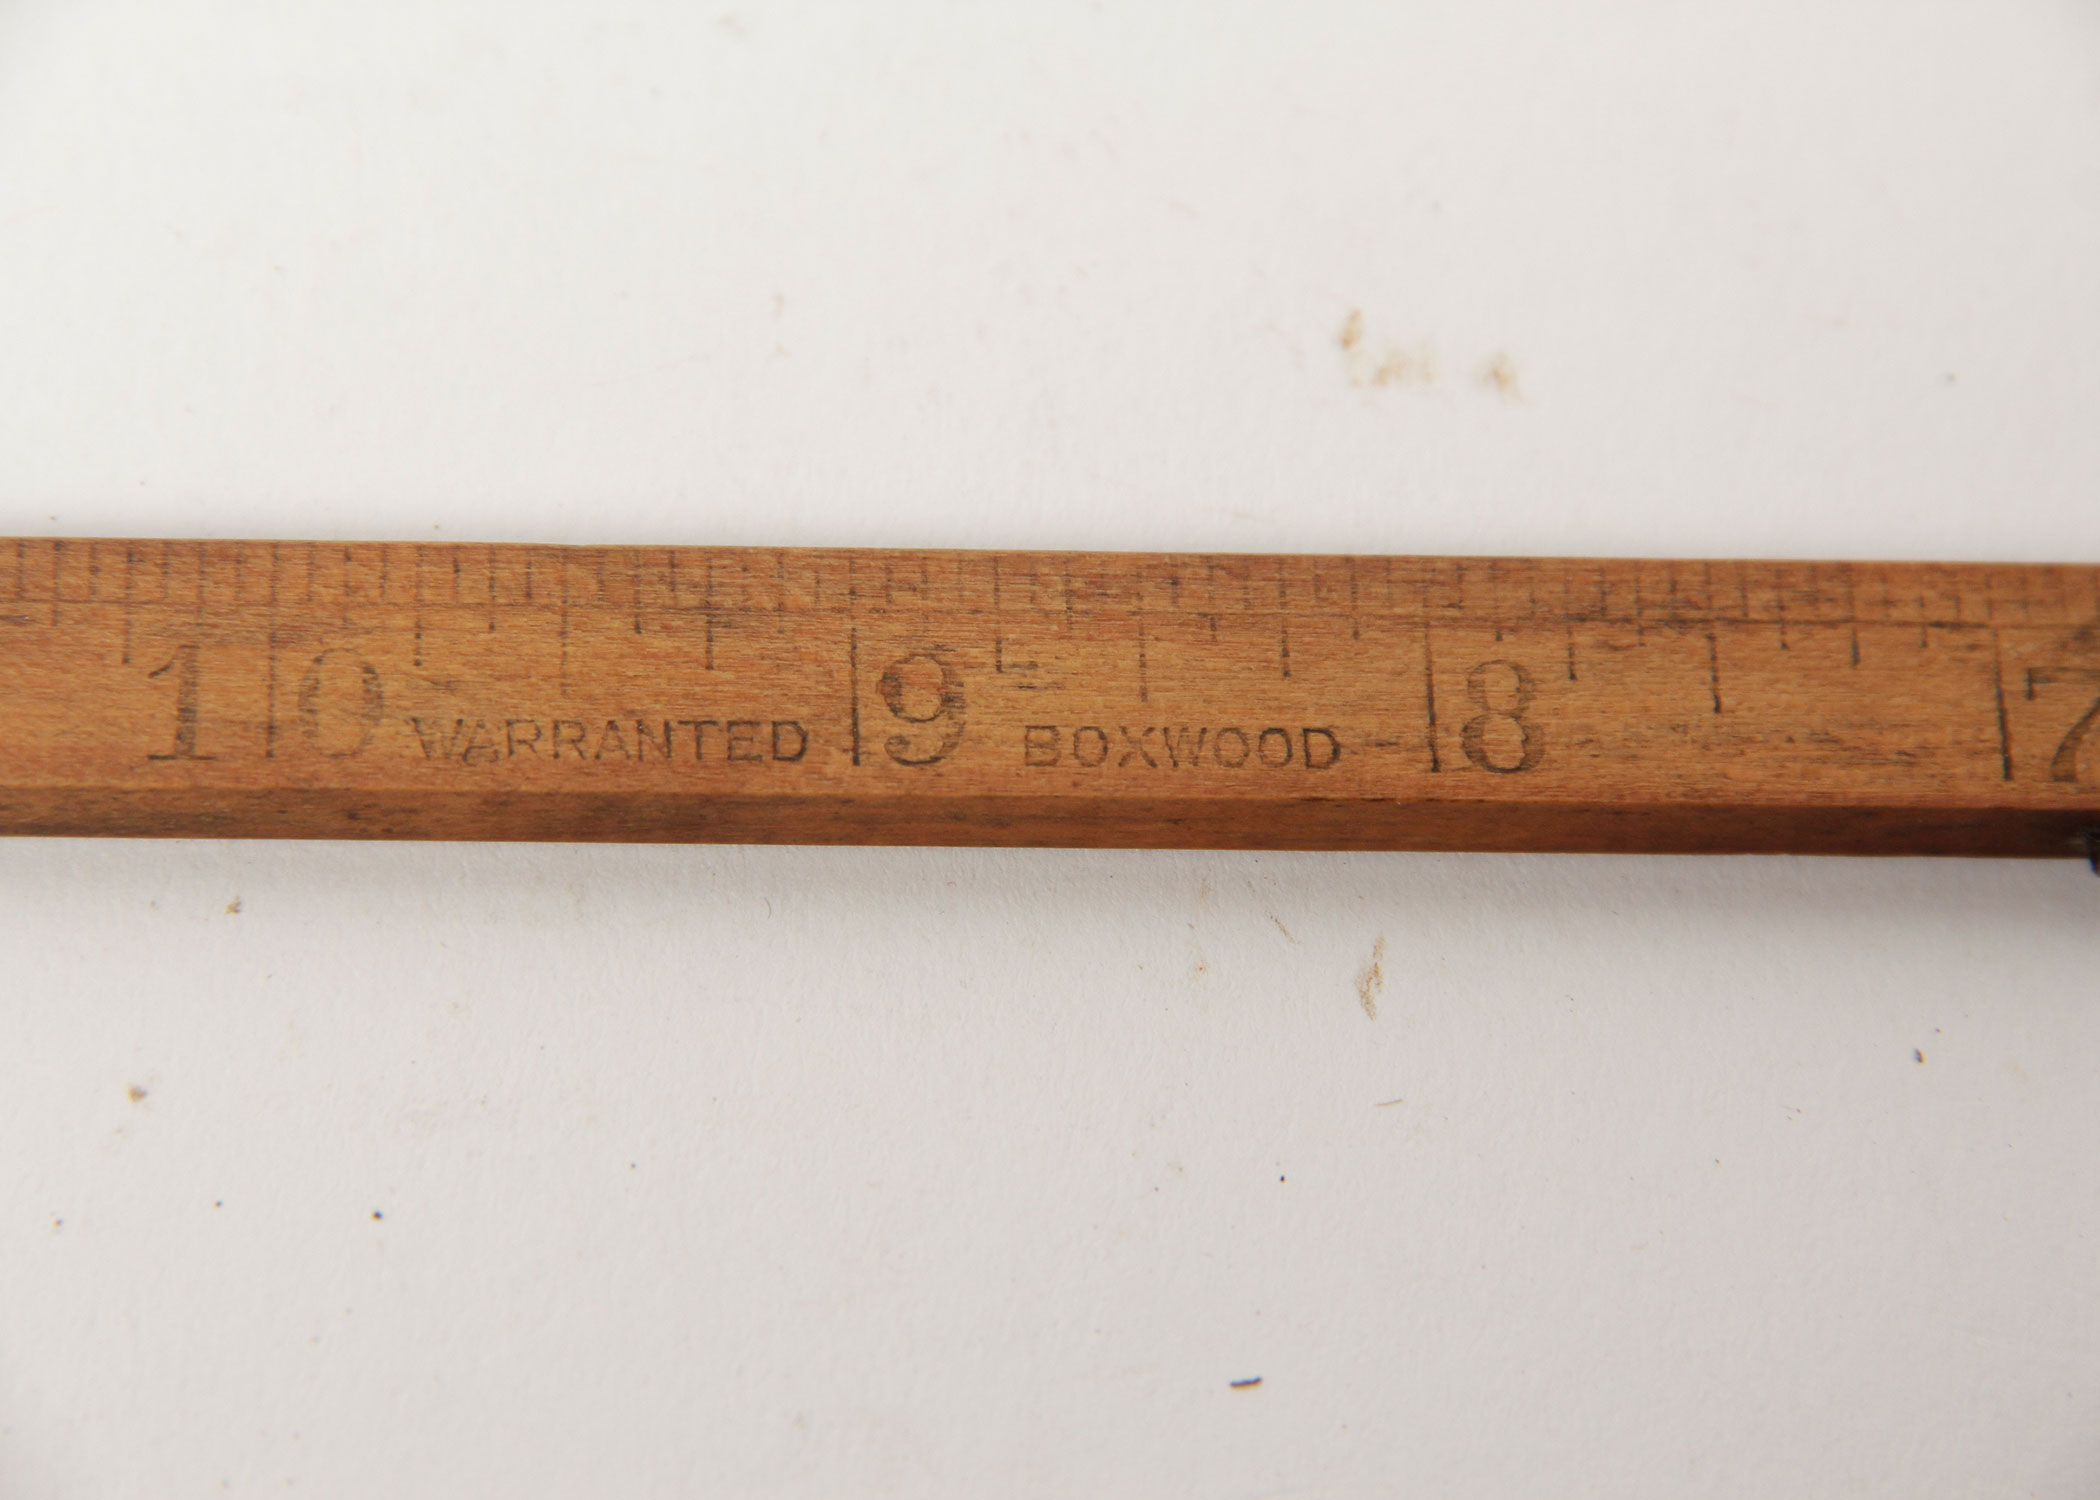 10 WARRANTED 9 BOXWOOD 8 7